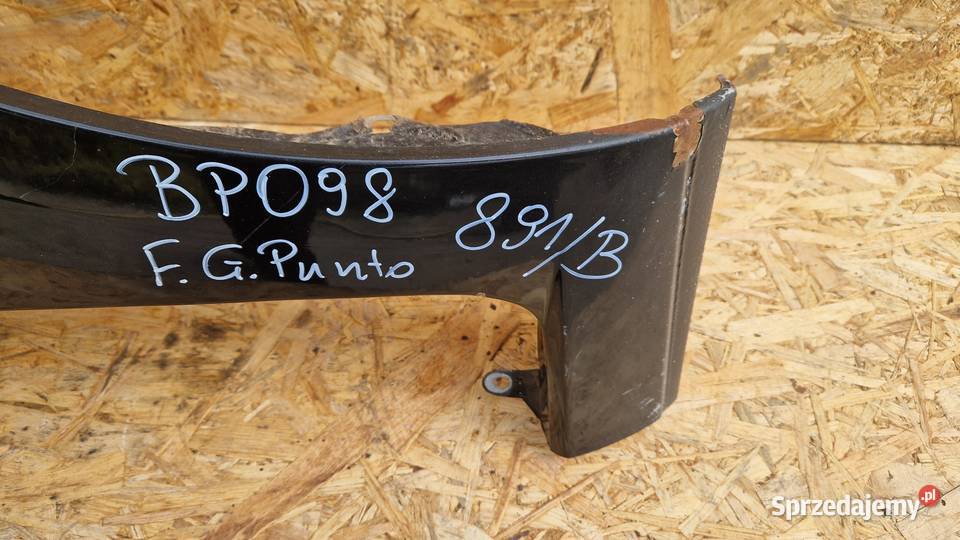 BP098
F.G.Punto
891/B
Sprzedajemy.pl